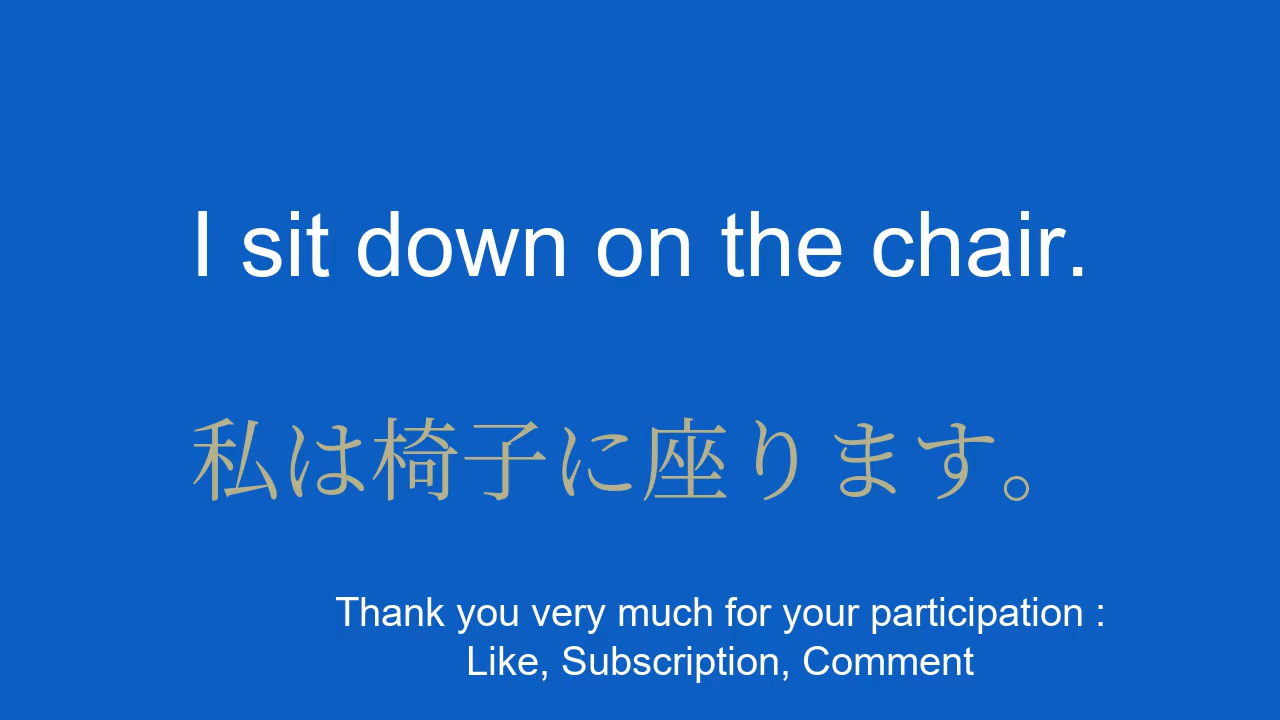 I sit down on the chair.
私は椅子に座ります。
Thank you very much for your participation :
Like, Subscription, Comment